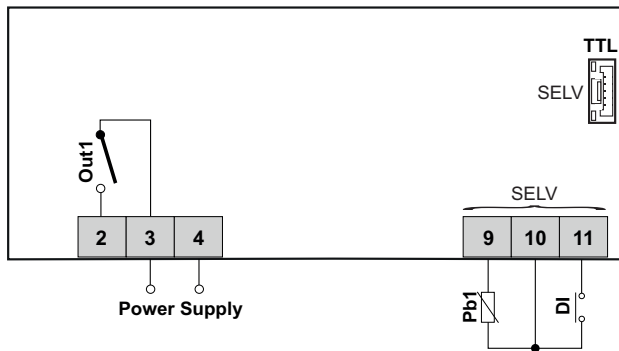 TTL
SELV
Out1
SELV
2 3 4
9 10 11
Power Supply
Pb1
DI